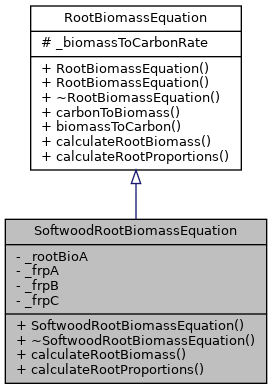 RootBiomassEquation
# _biomassToCarbonRate
+ RootBiomassEquation()
+ RootBiomassEquation()
+ ~RootBiomassEquation()
+ carbonToBiomass()
+ biomassToCarbon()
+ calculateRootBiomass()
+ calculateRootProportions()
SoftwoodRootBiomassEquation
- _rootBioA
- _frpA
- _frpB
- _frpC
+ SoftwoodRootBiomassEquation()
+ ~SoftwoodRootBiomassEquation()
+ calculateRootBiomass()
+ calculateRootProportions()